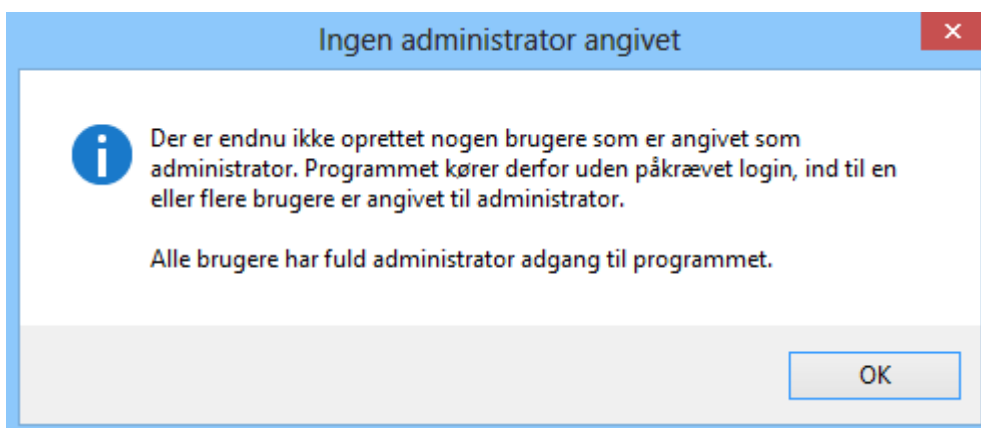 Ingen administrator angivet
Der er endnu ikke oprettet nogen brugere som er angivet som
administrator. Programmet kører derfor uden påkrævet login, ind til en
eller flere brugere er angivet til administrator.
Alle brugere har fuld administrator adgang til programmet.
OK